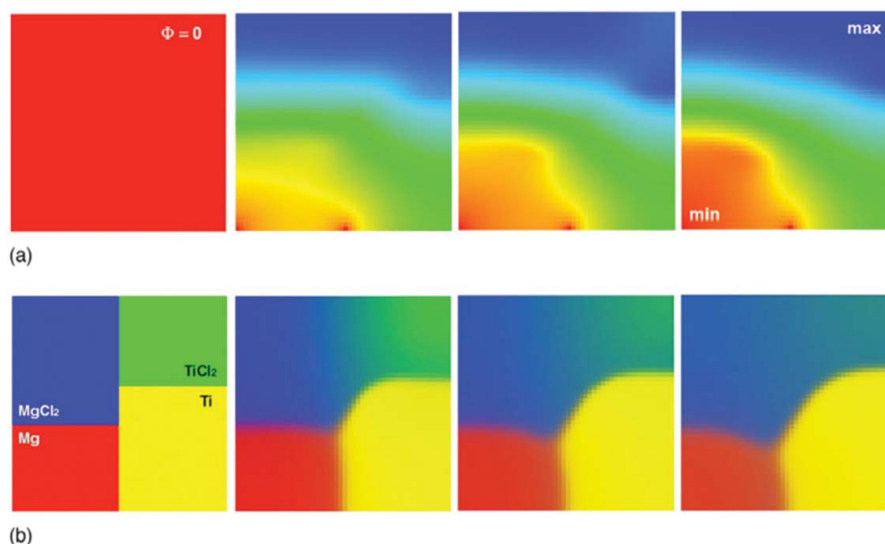 Φ = 0
max
min
(a)
TiCl₂
Ti
MgCl₂
Mg
(b)